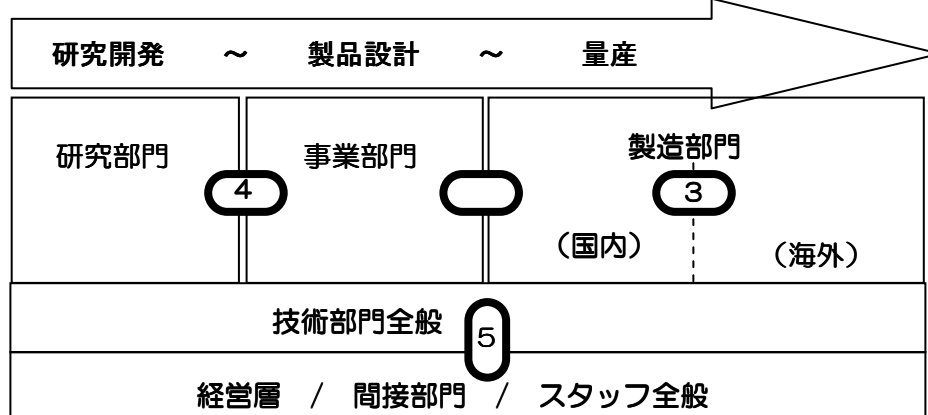 研究開発 ～ 製品設計 ～ 量産
研究部門
事業部門
製造部門
4
3
（国内）
（海外）
技術部門全般
5
経営層 / 間接部門 / スタッフ全般